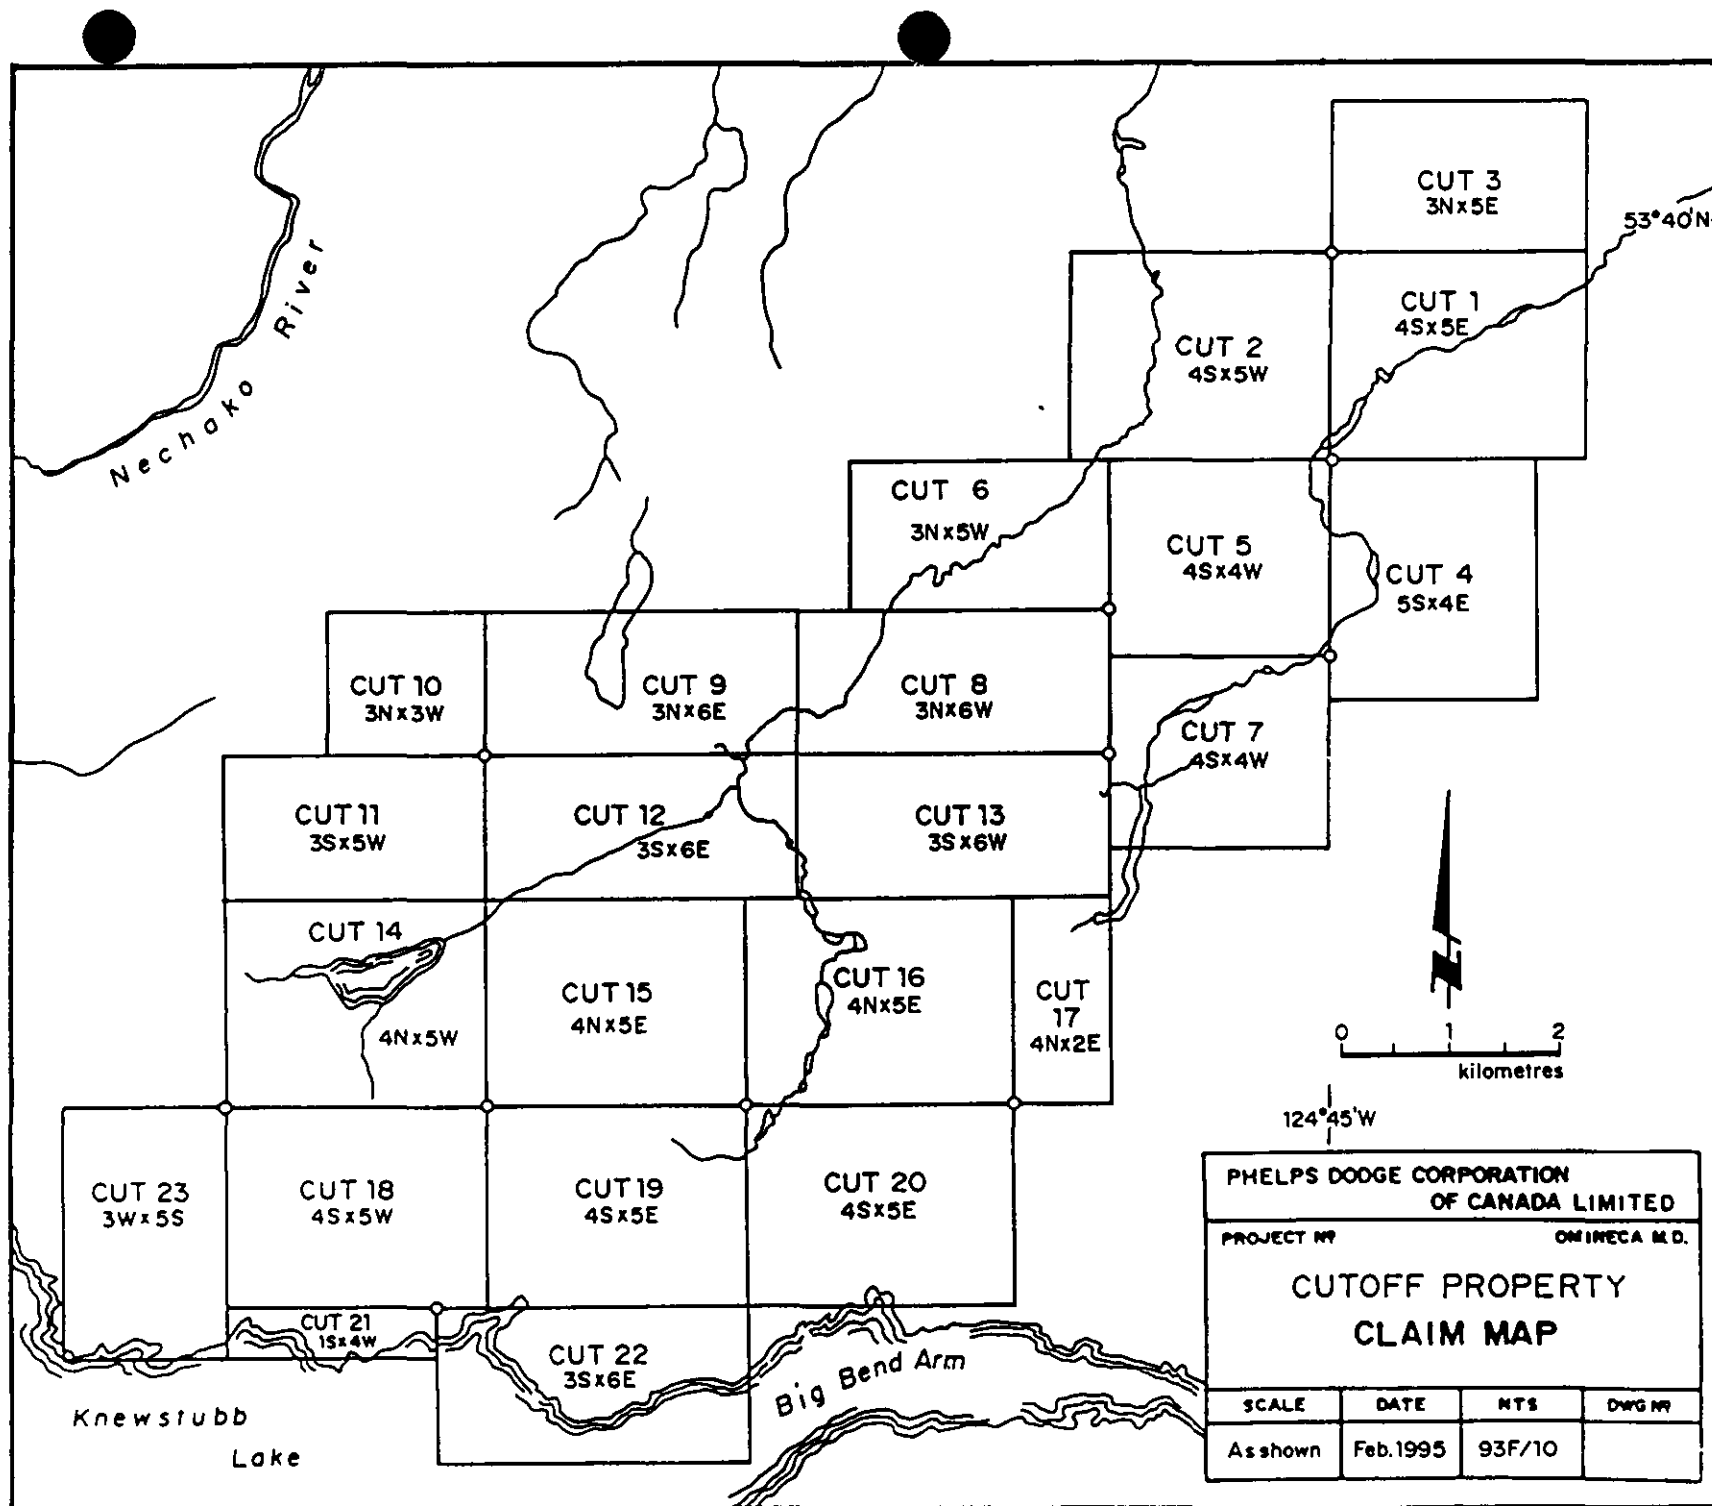 CUT 3
3N×5E
53°40'N
CUT 1
4S×5E
CUT 2
4S×5W
Nechako River
CUT 6
3N×5W
CUT 5
4S×4W
CUT 4
5S×4E
CUT 10
3N×3W
CUT 9
3N×6E
CUT 8
3N×6W
CUT 7
4S×4W
CUT 11
3S×5W
CUT 12
3S×6E
CUT 13
3S×6W
CUT 14
4N×5W
CUT 15
4N×5E
CUT 16
4N×5E
CUT
17
4N×2E
N
0 1 2
kilometres
124°45'W
CUT 23
3W×5S
CUT 18
4S×5W
CUT 19
4S×5E
CUT 20
4S×5E
CUT 21
1S×4W
CUT 22
3S×6E
Big Bend Arm
Knewstubb
Lake
PHELPS DODGE CORPORATION
OF CANADA LIMITED
PROJECT Nº OMINECA M.D.
CUTOFF PROPERTY
CLAIM MAP
SCALE DATE NTS DWG Nº
As shown Feb. 1995 93F/10